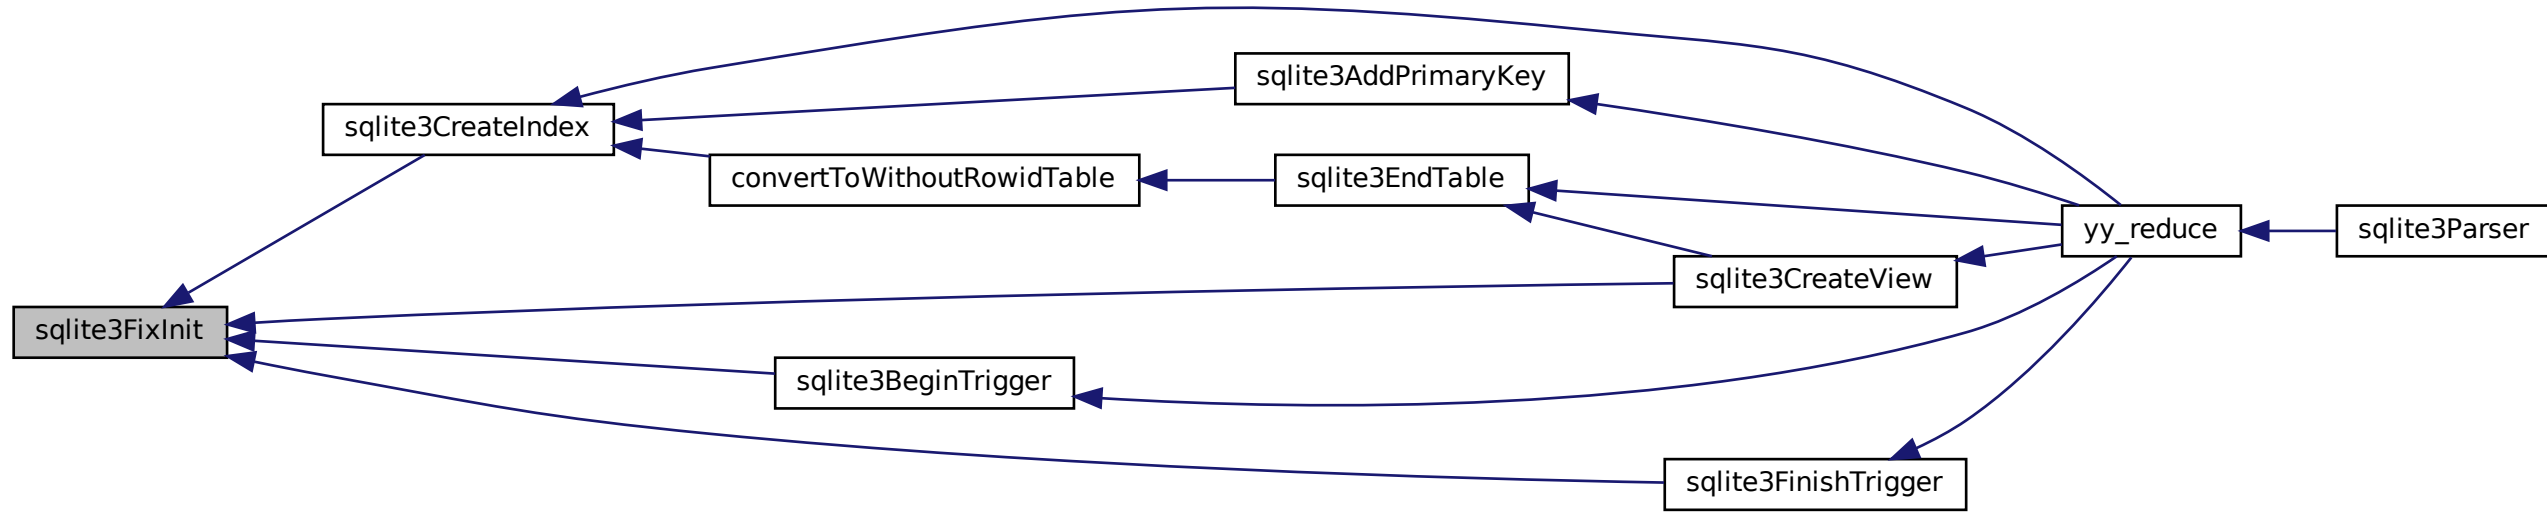 sqlite3AddPrimaryKey
sqlite3CreateIndex
convertToWithoutRowidTable
sqlite3EndTable
yy_reduce
sqlite3Parser
sqlite3CreateView
sqlite3FixInit
sqlite3BeginTrigger
sqlite3FinishTrigger